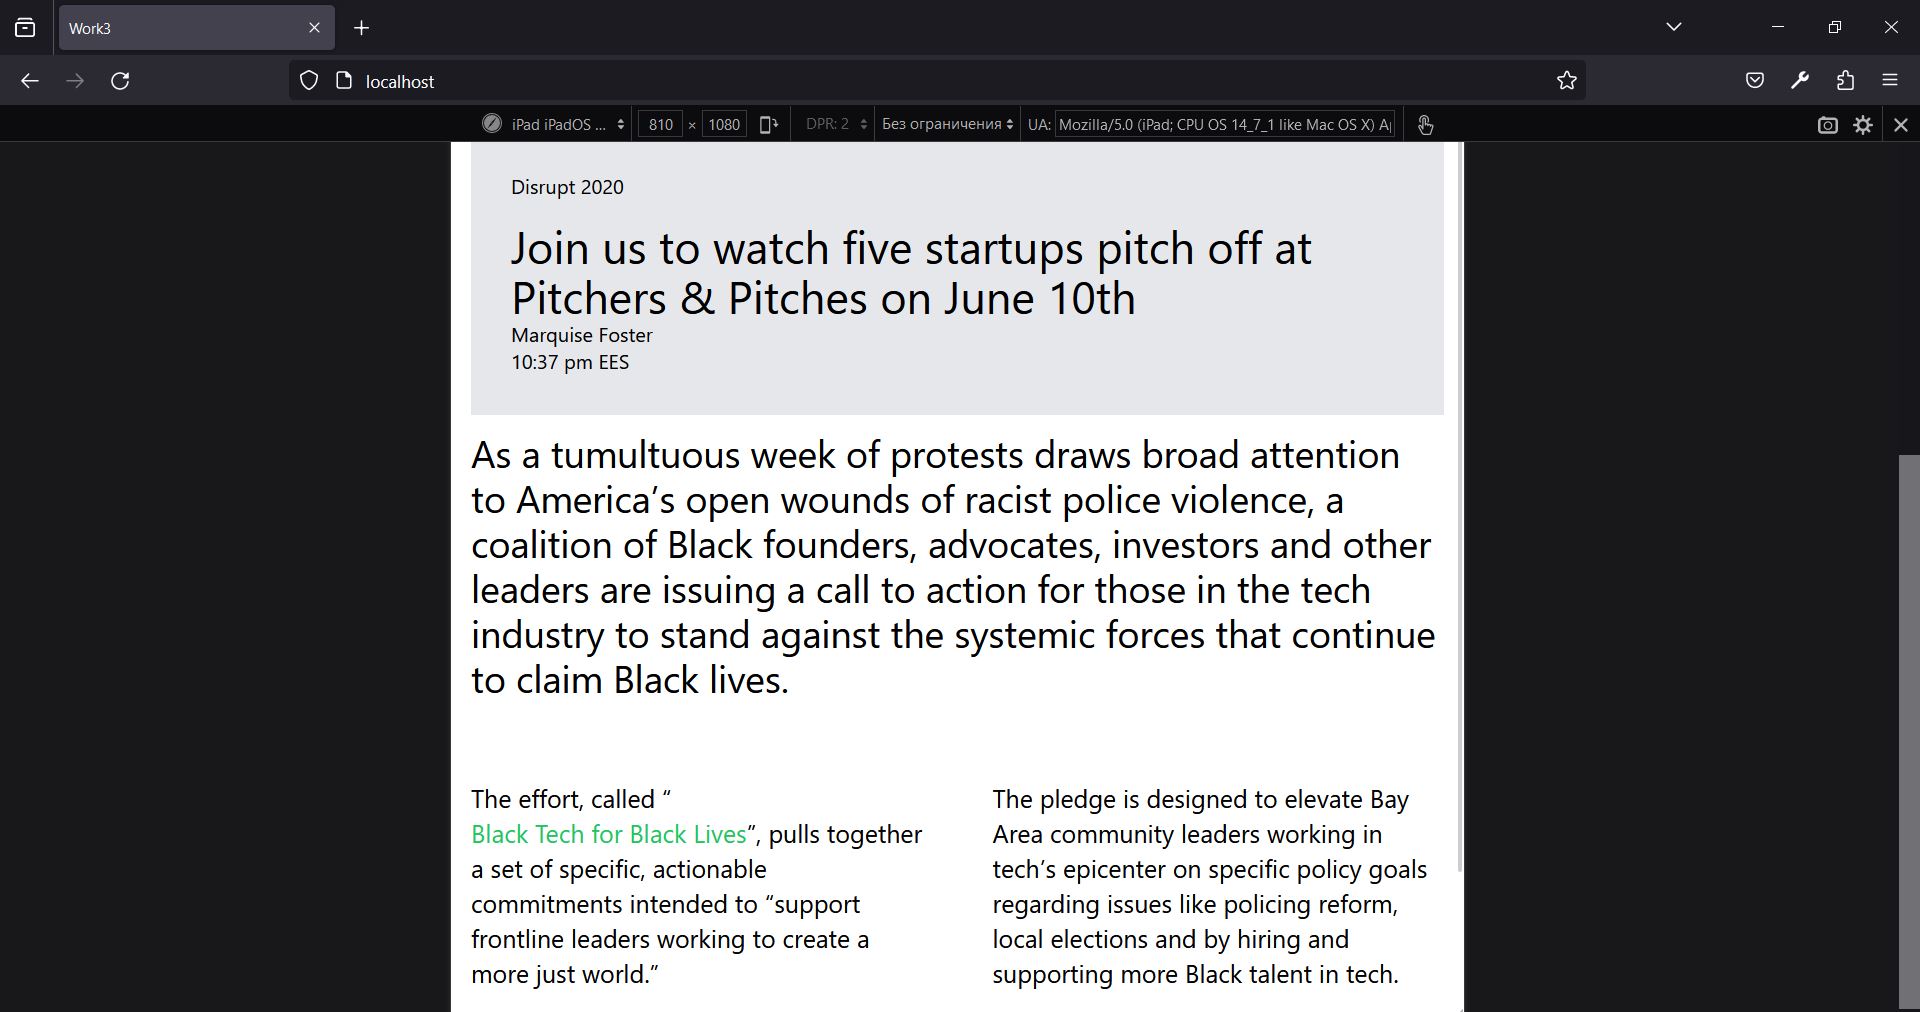 Work3
localhost
iPad iPadOS ... 810 × 1080 DPR: 2 Без ограничения UA: Mozilla/5.0 (iPad; CPU OS 14_7_1 like Mac OS X) A
Disrupt 2020
Join us to watch five startups pitch off at
Pitchers & Pitches on June 10th
Marquise Foster
10:37 pm EES
As a tumultuous week of protests draws broad attention
to America’s open wounds of racist police violence, a
coalition of Black founders, advocates, investors and other
leaders are issuing a call to action for those in the tech
industry to stand against the systemic forces that continue
to claim Black lives.
The effort, called “
Black Tech for Black Lives”, pulls together
a set of specific, actionable
commitments intended to “support
frontline leaders working to create a
more just world.”
The pledge is designed to elevate Bay
Area community leaders working in
tech’s epicenter on specific policy goals
regarding issues like policing reform,
local elections and by hiring and
supporting more Black talent in tech.